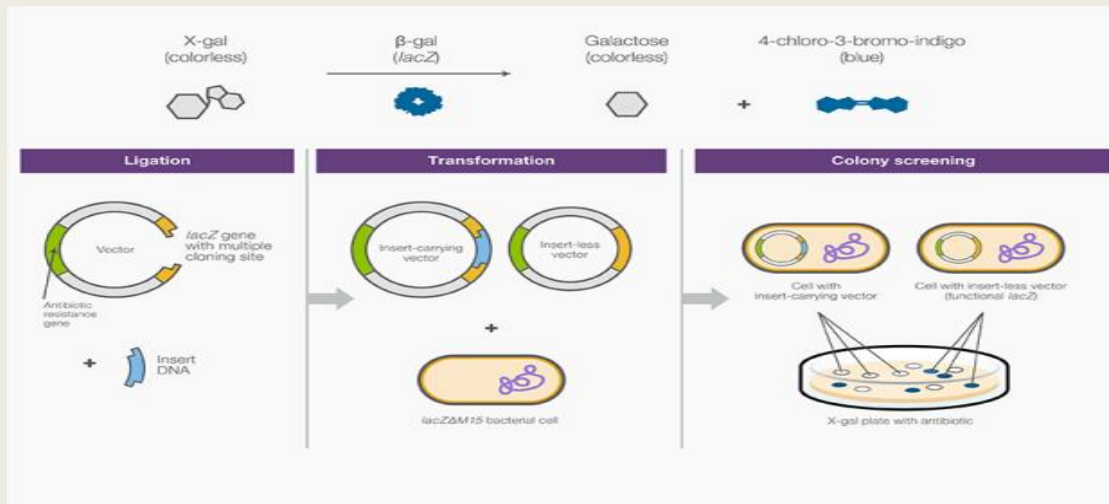 X-gal
(colorless)
β-gal
(lacZ)
Galactose
(colorless)
+
4-chloro-3-bromo-indigo
(blue)
Ligation
Vector
lacZ gene
with multiple
cloning site
Antibiotic
resistance
gene
+
Insert
DNA
Transformation
Insert-carrying
vector
Insert-less
vector
+
lacZΔM15 bacterial cell
Colony screening
Cell with
insert-carrying vector
Cell with insert-less vector
(functional lacZ)
X-gal plate with antibiotic